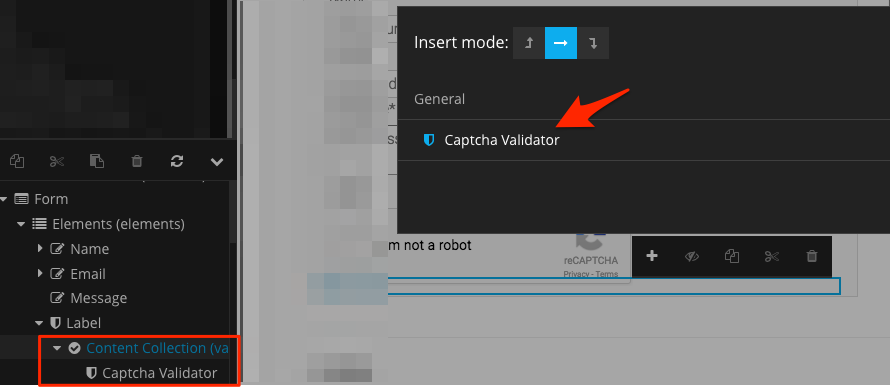 Insert mode:
General
Captcha Validator
m not a robot
reCAPTCHA
Privacy - Terms
Form
Elements (elements)
Name
Email
Message
Label
Content Collection (va
Captcha Validator